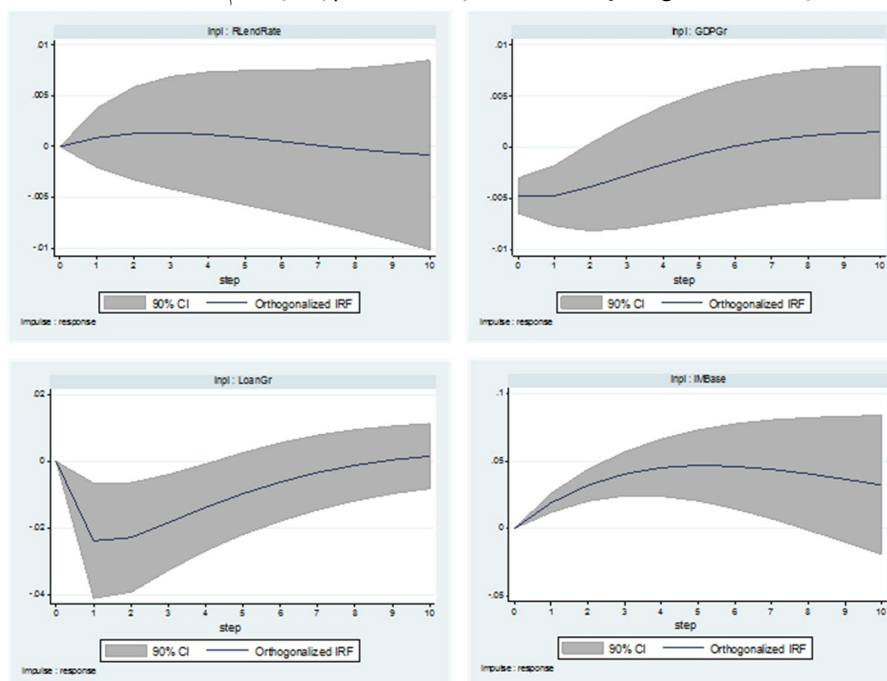 lnpl : RLendRate
.01
.005
0
-.005
-.01
0 1 2 3 4 5 6 7 8 9 10
step
90% CI Orthogonalized IRF
Impulse : response
lnpl : GDPGr
.01
.005
0
-.005
-.01
0 1 2 3 4 5 6 7 8 9 10
step
90% CI Orthogonalized IRF
Impulse : response
lnpl : LoanGr
.02
0
-.02
-.04
0 1 2 3 4 5 6 7 8 9 10
step
90% CI Orthogonalized IRF
Impulse : response
lnpl : lMBase
.1
.05
0
-.05
0 1 2 3 4 5 6 7 8 9 10
step
90% CI Orthogonalized IRF
Impulse : response